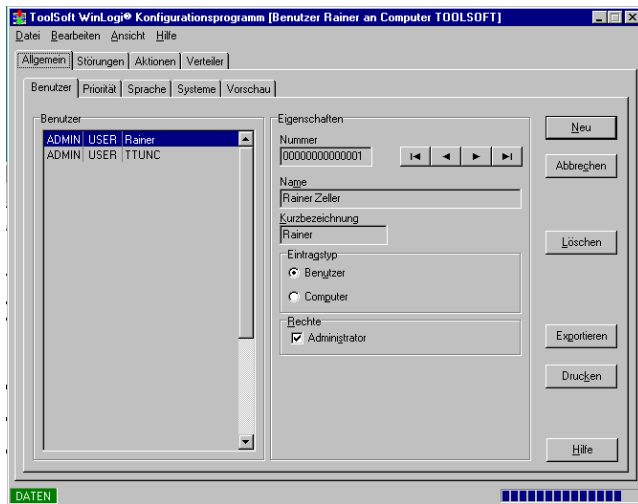 ToolSoft WinLogi® Konfigurationsprogramm [Benutzer Rainer an Computer TOOLSOFT]
Datei Bearbeiten Ansicht Hilfe
Allgemein Störungen Aktionen Verteiler
Benutzer Priorität Sprache Systeme Vorschau
Benutzer
ADMIN USER Rainer
ADMIN USER TTUNC
Eigenschaften
Nummer
00000000000001
Name
Rainer Zeller
Kurzbezeichnung
Rainer
Eintragstyp
Benutzer
Computer
Rechte
Administrator
Neu
Abbrechen
Löschen
Exportieren
Drucken
Hilfe
DATEN